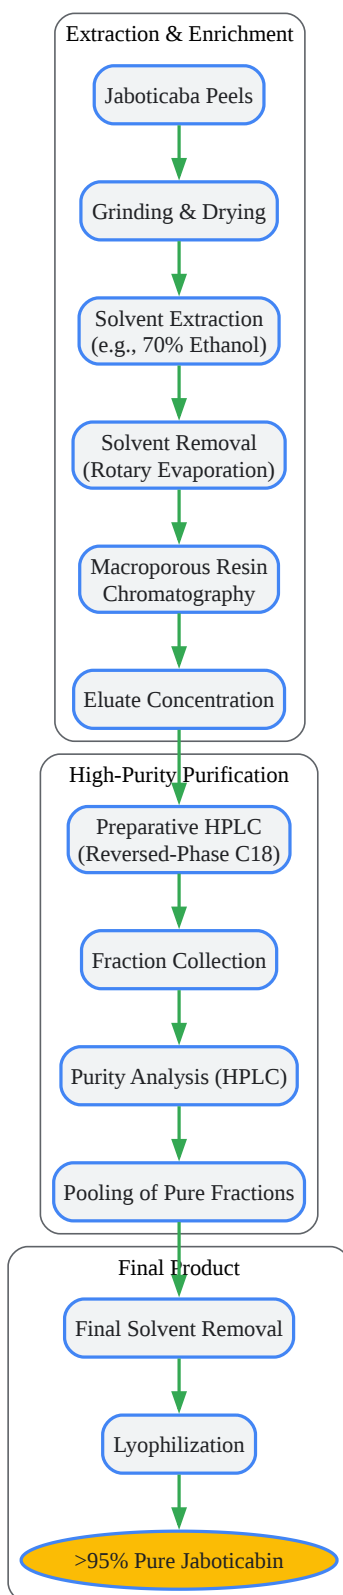 Extraction & Enrichment
Jaboticaba Peels
Grinding & Drying
Solvent Extraction
(e.g., 70% Ethanol)
Solvent Removal
(Rotary Evaporation)
Macroporous Resin
Chromatography
Eluate Concentration
High-Purity Purification
Preparative HPLC
(Reversed-Phase C18)
Fraction Collection
Purity Analysis (HPLC)
Pooling of Pure Fractions
Final Product
Final Solvent Removal
Lyophilization
>95% Pure Jaboticabin